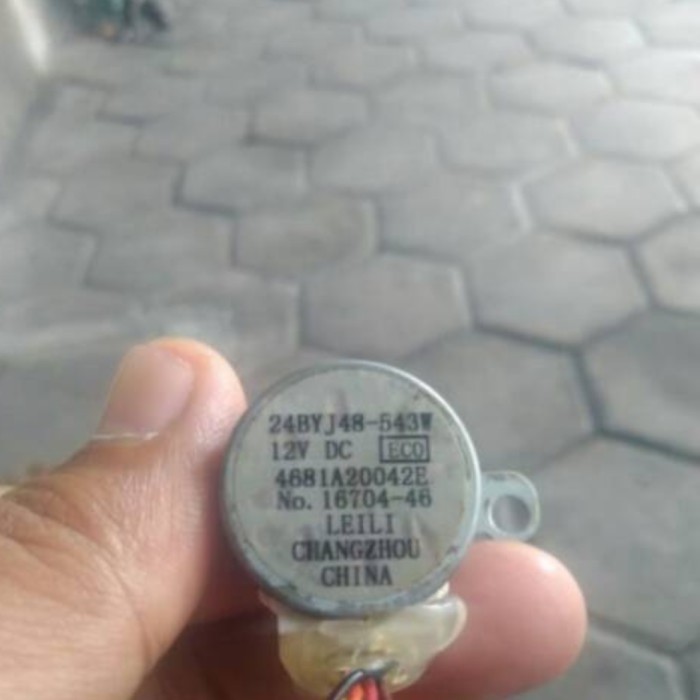 24BYJ48-543W
12V DC ECO
4681A20042E
No. 16704-46
LEILI
CHANGZHOU
CHINA